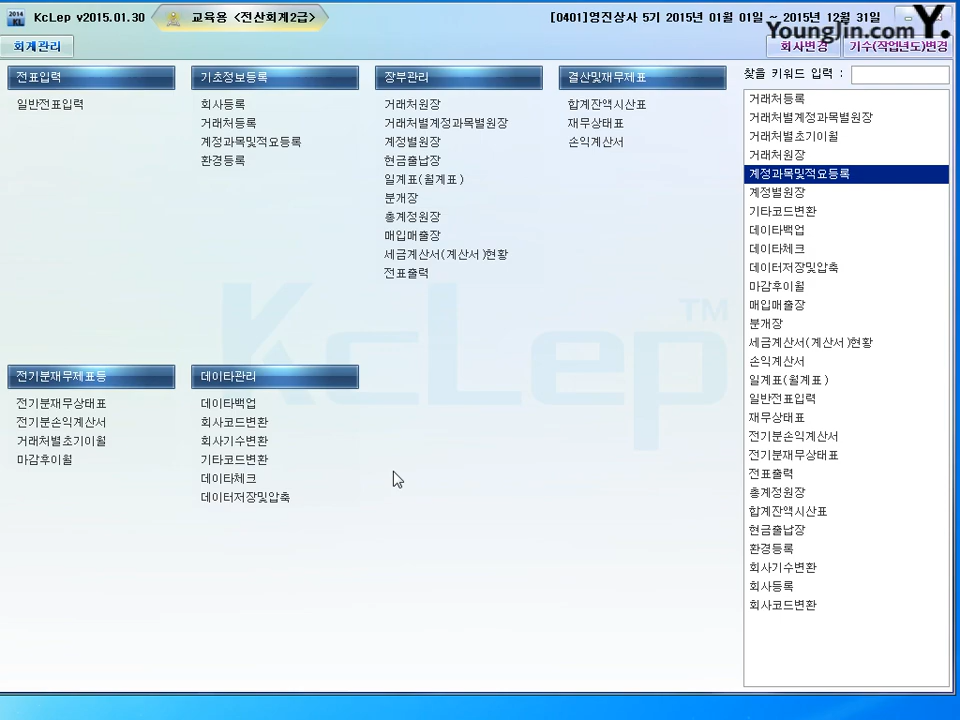 2014 KL KcLep v2015.01.30 교육용 <전산회계2급> [0401]영진상사 5기 2015년 01월 01일 ~ 2015년 12월 31일
YoungJin.com Y.
회계관리 회사변경 기수(작업년도)변경
전표입력 기초정보등록 장부관리 결산및재무제표 찾을 키워드 입력 :
일반전표입력
회사등록
거래처등록
계정과목및적요등록
환경등록
거래처원장
거래처별계정과목별원장
계정별원장
현금출납장
일계표(월계표)
분개장
총계정원장
매입매출장
세금계산서(계산서)현황
전표출력
합계잔액시산표
재무상태표
손익계산서
KcLep TM
전기분재무제표등 데이타관리
전기분재무상태표
전기분손익계산서
거래처별초기이월
마감후이월
데이타백업
회사코드변환
회사기수변환
기타코드변환
데이타체크
데이터저장및압축
거래처등록
거래처별계정과목별원장
거래처별초기이월
거래처원장
계정과목및적요등록
계정별원장
기타코드변환
데이타백업
데이타체크
데이터저장및압축
마감후이월
매입매출장
분개장
세금계산서(계산서)현황
손익계산서
일계표(월계표)
일반전표입력
재무상태표
전기분손익계산서
전기분재무상태표
전표출력
총계정원장
합계잔액시산표
현금출납장
환경등록
회사기수변환
회사등록
회사코드변환